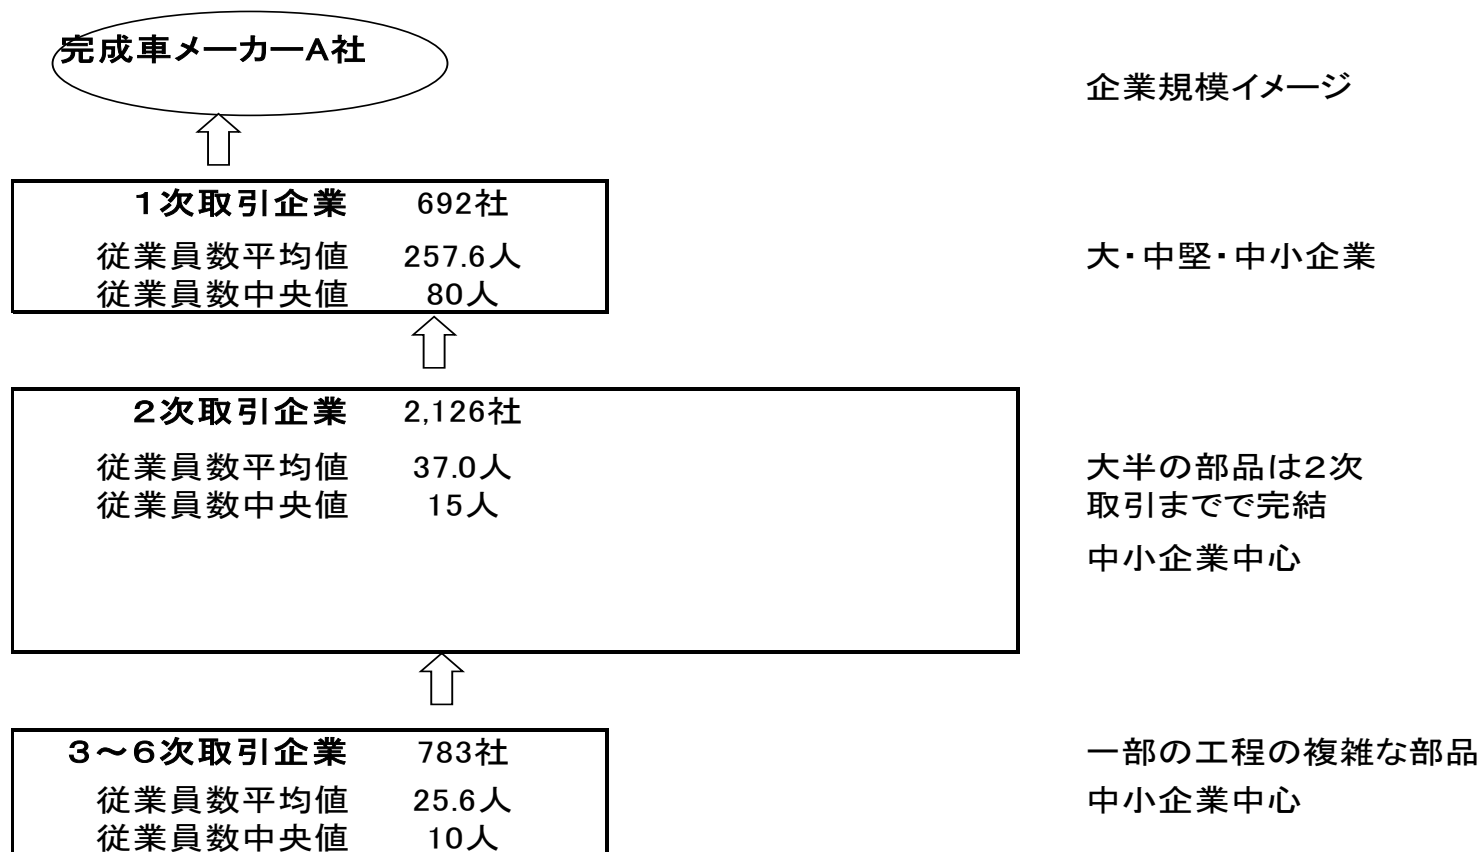 完成車メーカーA社
企業規模イメージ
1次取引企業 692社
従業員数平均値 257.6人 大・中堅・中小企業
従業員数中央値 80人
2次取引企業 2,126社
従業員数平均値 37.0人 大半の部品は2次
従業員数中央値 15人 取引までで完結
中小企業中心
3~6次取引企業 783社 一部の工程の複雑な部品
従業員数平均値 25.6人 中小企業中心
従業員数中央値 10人